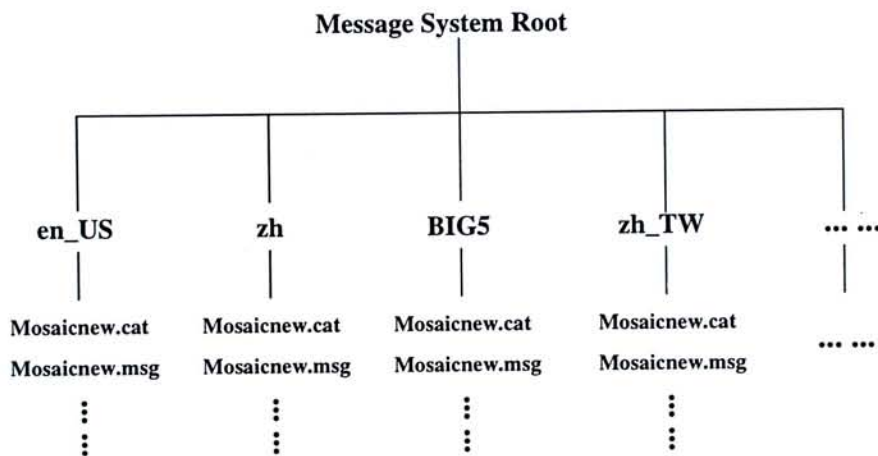 Message System Root
en_US zh BIG5 zh_TW ... ...
Mosaicnew.cat Mosaicnew.cat Mosaicnew.cat Mosaicnew.cat
... ...
Mosaicnew.msg Mosaicnew.msg Mosaicnew.msg Mosaicnew.msg